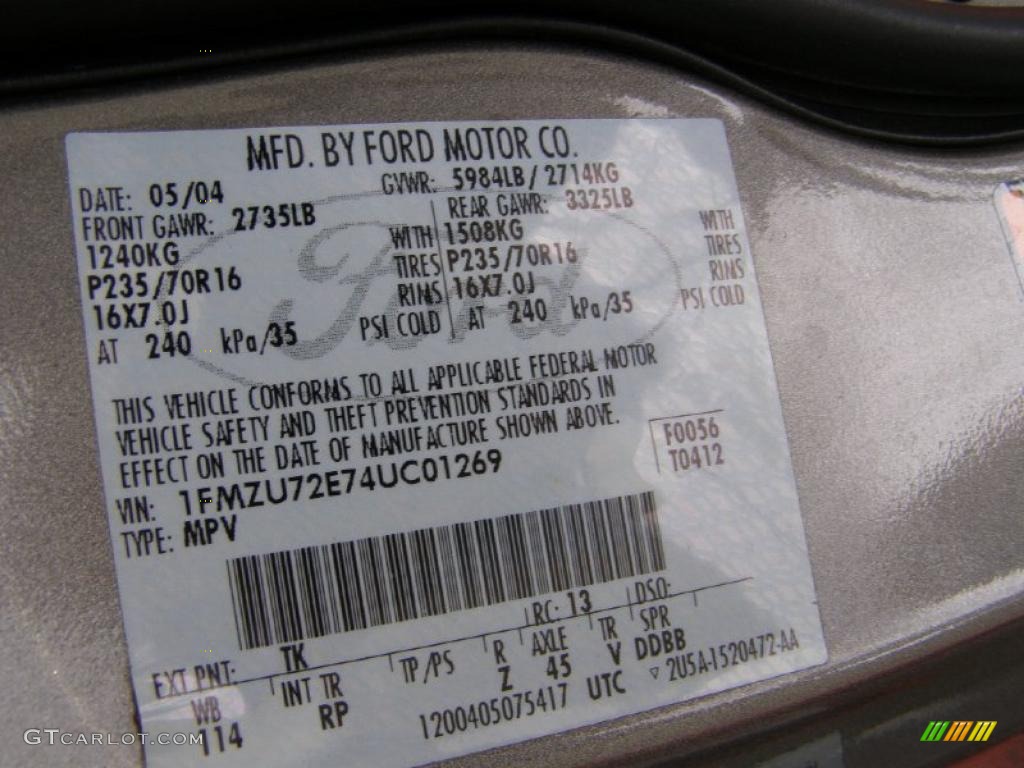 MFD. BY FORD MOTOR CO.
DATE: 05/04 GVWR: 5984LB/2714KG
FRONT GAWR: 2735LB REAR GAWR: 3325LB
1240KG WITH 1508KG WITH
P235/70R16 TIRES P235/70R16 TIRES
16X7.0J RINS 16X7.0J RINS
AT 240 kPa/35 PSI COLD AT 240 kPa/35 PSI COLD
Ford
THIS VEHICLE CONFORMS TO ALL APPLICABLE FEDERAL MOTOR
VEHICLE SAFETY AND THEFT PREVENTION STANDARDS IN
EFFECT ON THE DATE OF MANUFACTURE SHOWN ABOVE.
F0056
T0412
VIN: 1FMZU72E74UC01269
TYPE: MPV
EXT PNT: TK RC: 13 DSO:
WB INT TR TP/PS R AXLE TR SPR
114 RP Z 45 V DDBB
1200405075417 UTC 2U5A-1520472-AA
GTCARLOT.COM